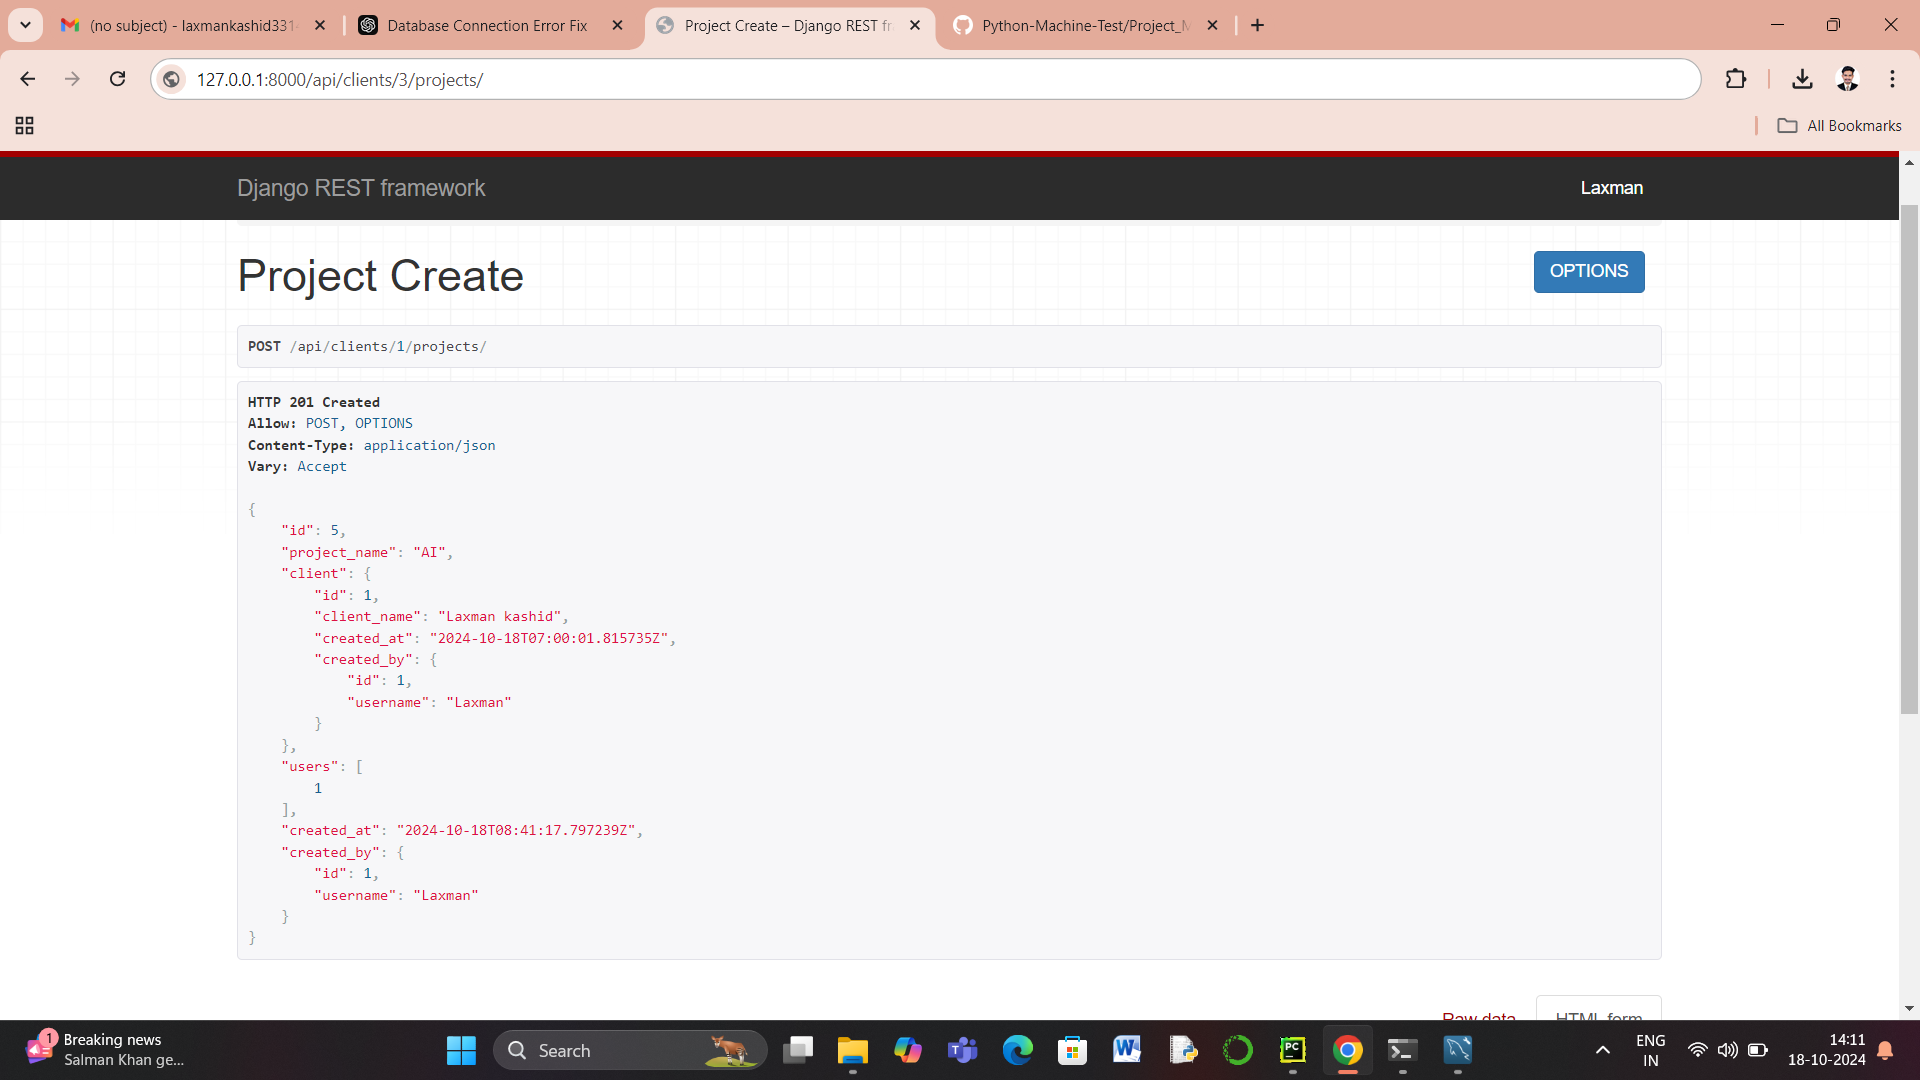 (no subject) - laxmankashid331
Database Connection Error Fix
Project Create – Django REST fr
Python-Machine-Test/Project_M
127.0.0.1:8000/api/clients/3/projects/
All Bookmarks
Django REST framework
Laxman
Project Create
OPTIONS
POST /api/clients/1/projects/
HTTP 201 Created
Allow: POST, OPTIONS
Content-Type: application/json
Vary: Accept
{
"id": 5,
"project_name": "AI",
"client": {
"id": 1,
"client_name": "Laxman kashid",
"created_at": "2024-10-18T07:00:01.815735Z",
"created_by": {
"id": 1,
"username": "Laxman"
}
},
"users": [
1
],
"created_at": "2024-10-18T08:41:17.797239Z",
"created_by": {
"id": 1,
"username": "Laxman"
}
}
Raw data
HTML form
1
Breaking news
Salman Khan ge...
Search
ENG
IN
14:11
18-10-2024